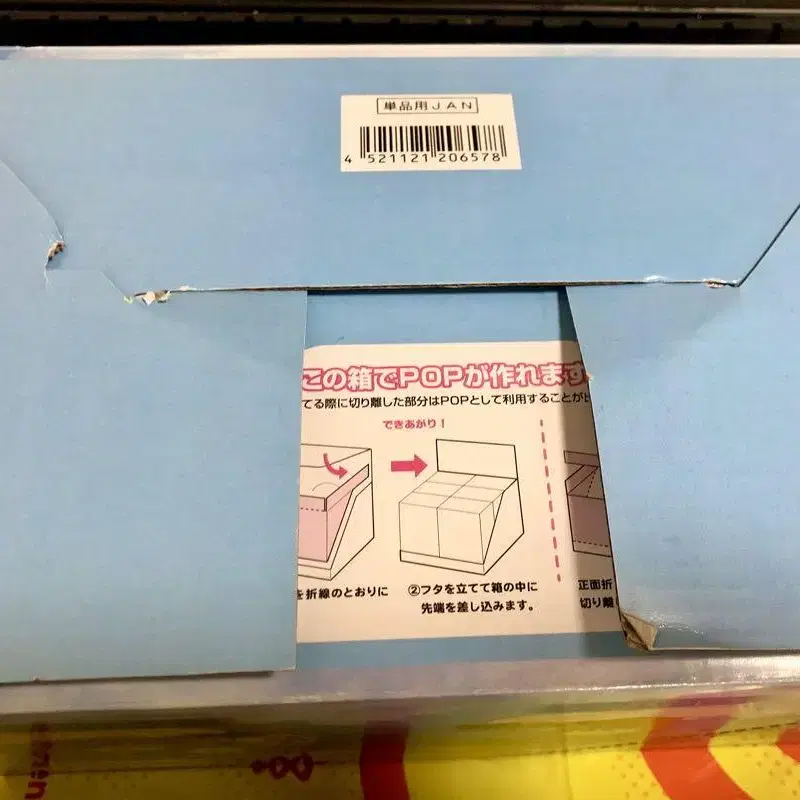 単品用JAN
4 521121 206578
この箱でPOPが作れます
てる際に切り離した部分はPOPとして利用することが
できあがり!
を折線のとおりに
②フタを立てて箱の中に
先端を差し込みます。
正面折
切り離